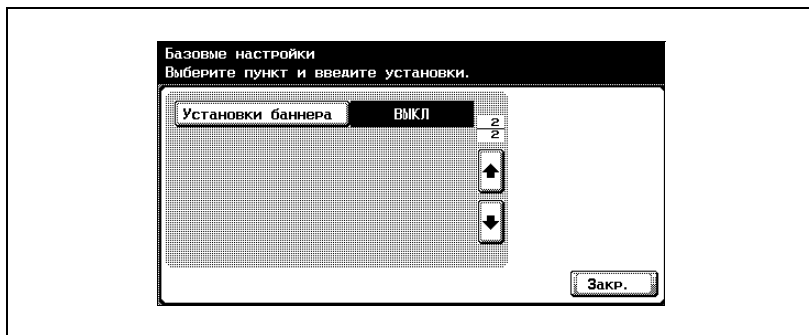 Базовые настройки
Выберите пункт и введите установки.
Установки баннера ВЫКЛ
2
2
Закр.